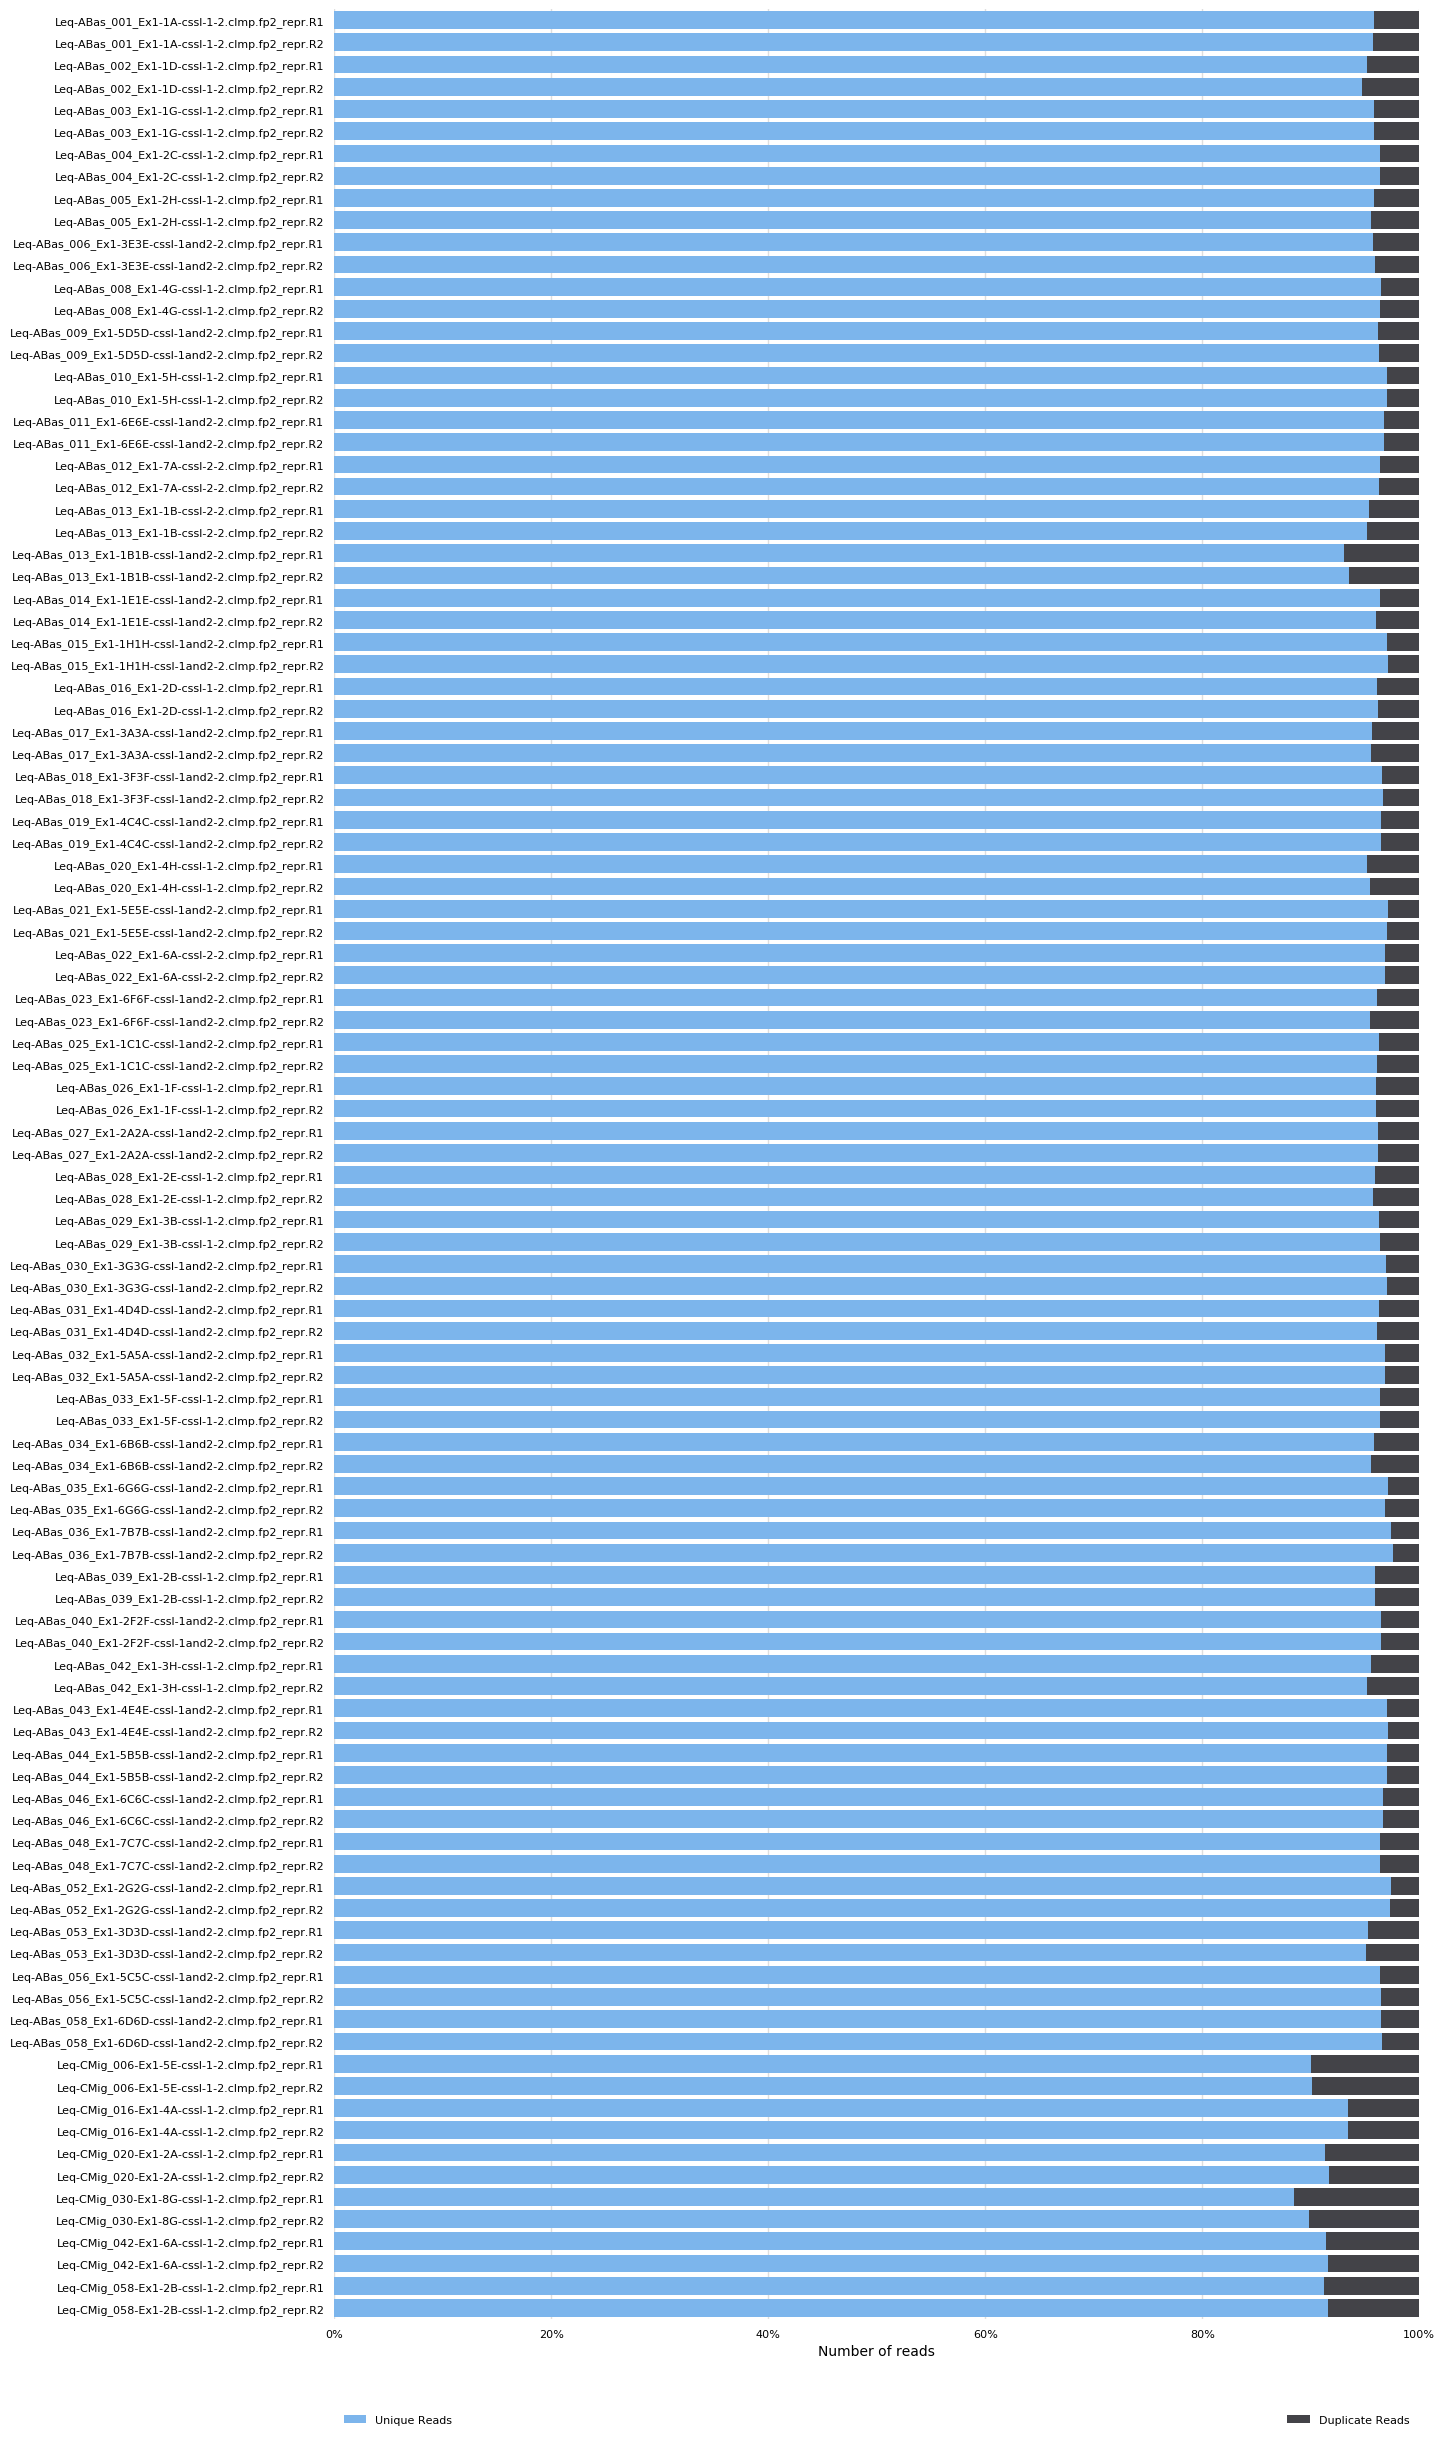 Leq-ABas_001_Ex1-1A-cssl-1-2.clmp.fp2_repr.R1
Leq-ABas_001_Ex1-1A-cssl-1-2.clmp.fp2_repr.R2
Leq-ABas_002_Ex1-1D-cssl-1-2.clmp.fp2_repr.R1
Leq-ABas_002_Ex1-1D-cssl-1-2.clmp.fp2_repr.R2
Leq-ABas_003_Ex1-1G-cssl-1-2.clmp.fp2_repr.R1
Leq-ABas_003_Ex1-1G-cssl-1-2.clmp.fp2_repr.R2
Leq-ABas_004_Ex1-2C-cssl-1-2.clmp.fp2_repr.R1
Leq-ABas_004_Ex1-2C-cssl-1-2.clmp.fp2_repr.R2
Leq-ABas_005_Ex1-2H-cssl-1-2.clmp.fp2_repr.R1
Leq-ABas_005_Ex1-2H-cssl-1-2.clmp.fp2_repr.R2
Leq-ABas_006_Ex1-3E3E-cssl-1and2-2.clmp.fp2_repr.R1
Leq-ABas_006_Ex1-3E3E-cssl-1and2-2.clmp.fp2_repr.R2
Leq-ABas_008_Ex1-4G-cssl-1-2.clmp.fp2_repr.R1
Leq-ABas_008_Ex1-4G-cssl-1-2.clmp.fp2_repr.R2
Leq-ABas_009_Ex1-5D5D-cssl-1and2-2.clmp.fp2_repr.R1
Leq-ABas_009_Ex1-5D5D-cssl-1and2-2.clmp.fp2_repr.R2
Leq-ABas_010_Ex1-5H-cssl-1-2.clmp.fp2_repr.R1
Leq-ABas_010_Ex1-5H-cssl-1-2.clmp.fp2_repr.R2
Leq-ABas_011_Ex1-6E6E-cssl-1and2-2.clmp.fp2_repr.R1
Leq-ABas_011_Ex1-6E6E-cssl-1and2-2.clmp.fp2_repr.R2
Leq-ABas_012_Ex1-7A-cssl-2-2.clmp.fp2_repr.R1
Leq-ABas_012_Ex1-7A-cssl-2-2.clmp.fp2_repr.R2
Leq-ABas_013_Ex1-1B-cssl-2-2.clmp.fp2_repr.R1
Leq-ABas_013_Ex1-1B-cssl-2-2.clmp.fp2_repr.R2
Leq-ABas_013_Ex1-1B1B-cssl-1and2-2.clmp.fp2_repr.R1
Leq-ABas_013_Ex1-1B1B-cssl-1and2-2.clmp.fp2_repr.R2
Leq-ABas_014_Ex1-1E1E-cssl-1and2-2.clmp.fp2_repr.R1
Leq-ABas_014_Ex1-1E1E-cssl-1and2-2.clmp.fp2_repr.R2
Leq-ABas_015_Ex1-1H1H-cssl-1and2-2.clmp.fp2_repr.R1
Leq-ABas_015_Ex1-1H1H-cssl-1and2-2.clmp.fp2_repr.R2
Leq-ABas_016_Ex1-2D-cssl-1-2.clmp.fp2_repr.R1
Leq-ABas_016_Ex1-2D-cssl-1-2.clmp.fp2_repr.R2
Leq-ABas_017_Ex1-3A3A-cssl-1and2-2.clmp.fp2_repr.R1
Leq-ABas_017_Ex1-3A3A-cssl-1and2-2.clmp.fp2_repr.R2
Leq-ABas_018_Ex1-3F3F-cssl-1and2-2.clmp.fp2_repr.R1
Leq-ABas_018_Ex1-3F3F-cssl-1and2-2.clmp.fp2_repr.R2
Leq-ABas_019_Ex1-4C4C-cssl-1and2-2.clmp.fp2_repr.R1
Leq-ABas_019_Ex1-4C4C-cssl-1and2-2.clmp.fp2_repr.R2
Leq-ABas_020_Ex1-4H-cssl-1-2.clmp.fp2_repr.R1
Leq-ABas_020_Ex1-4H-cssl-1-2.clmp.fp2_repr.R2
Leq-ABas_021_Ex1-5E5E-cssl-1and2-2.clmp.fp2_repr.R1
Leq-ABas_021_Ex1-5E5E-cssl-1and2-2.clmp.fp2_repr.R2
Leq-ABas_022_Ex1-6A-cssl-2-2.clmp.fp2_repr.R1
Leq-ABas_022_Ex1-6A-cssl-2-2.clmp.fp2_repr.R2
Leq-ABas_023_Ex1-6F6F-cssl-1and2-2.clmp.fp2_repr.R1
Leq-ABas_023_Ex1-6F6F-cssl-1and2-2.clmp.fp2_repr.R2
Leq-ABas_025_Ex1-1C1C-cssl-1and2-2.clmp.fp2_repr.R1
Leq-ABas_025_Ex1-1C1C-cssl-1and2-2.clmp.fp2_repr.R2
Leq-ABas_026_Ex1-1F-cssl-1-2.clmp.fp2_repr.R1
Leq-ABas_026_Ex1-1F-cssl-1-2.clmp.fp2_repr.R2
Leq-ABas_027_Ex1-2A2A-cssl-1and2-2.clmp.fp2_repr.R1
Leq-ABas_027_Ex1-2A2A-cssl-1and2-2.clmp.fp2_repr.R2
Leq-ABas_028_Ex1-2E-cssl-1-2.clmp.fp2_repr.R1
Leq-ABas_028_Ex1-2E-cssl-1-2.clmp.fp2_repr.R2
Leq-ABas_029_Ex1-3B-cssl-1-2.clmp.fp2_repr.R1
Leq-ABas_029_Ex1-3B-cssl-1-2.clmp.fp2_repr.R2
Leq-ABas_030_Ex1-3G3G-cssl-1and2-2.clmp.fp2_repr.R1
Leq-ABas_030_Ex1-3G3G-cssl-1and2-2.clmp.fp2_repr.R2
Leq-ABas_031_Ex1-4D4D-cssl-1and2-2.clmp.fp2_repr.R1
Leq-ABas_031_Ex1-4D4D-cssl-1and2-2.clmp.fp2_repr.R2
Leq-ABas_032_Ex1-5A5A-cssl-1and2-2.clmp.fp2_repr.R1
Leq-ABas_032_Ex1-5A5A-cssl-1and2-2.clmp.fp2_repr.R2
Leq-ABas_033_Ex1-5F-cssl-1-2.clmp.fp2_repr.R1
Leq-ABas_033_Ex1-5F-cssl-1-2.clmp.fp2_repr.R2
Leq-ABas_034_Ex1-6B6B-cssl-1and2-2.clmp.fp2_repr.R1
Leq-ABas_034_Ex1-6B6B-cssl-1and2-2.clmp.fp2_repr.R2
Leq-ABas_035_Ex1-6G6G-cssl-1and2-2.clmp.fp2_repr.R1
Leq-ABas_035_Ex1-6G6G-cssl-1and2-2.clmp.fp2_repr.R2
Leq-ABas_036_Ex1-7B7B-cssl-1and2-2.clmp.fp2_repr.R1
Leq-ABas_036_Ex1-7B7B-cssl-1and2-2.clmp.fp2_repr.R2
Leq-ABas_039_Ex1-2B-cssl-1-2.clmp.fp2_repr.R1
Leq-ABas_039_Ex1-2B-cssl-1-2.clmp.fp2_repr.R2
Leq-ABas_040_Ex1-2F2F-cssl-1and2-2.clmp.fp2_repr.R1
Leq-ABas_040_Ex1-2F2F-cssl-1and2-2.clmp.fp2_repr.R2
Leq-ABas_042_Ex1-3H-cssl-1-2.clmp.fp2_repr.R1
Leq-ABas_042_Ex1-3H-cssl-1-2.clmp.fp2_repr.R2
Leq-ABas_043_Ex1-4E4E-cssl-1and2-2.clmp.fp2_repr.R1
Leq-ABas_043_Ex1-4E4E-cssl-1and2-2.clmp.fp2_repr.R2
Leq-ABas_044_Ex1-5B5B-cssl-1and2-2.clmp.fp2_repr.R1
Leq-ABas_044_Ex1-5B5B-cssl-1and2-2.clmp.fp2_repr.R2
Leq-ABas_046_Ex1-6C6C-cssl-1and2-2.clmp.fp2_repr.R1
Leq-ABas_046_Ex1-6C6C-cssl-1and2-2.clmp.fp2_repr.R2
Leq-ABas_048_Ex1-7C7C-cssl-1and2-2.clmp.fp2_repr.R1
Leq-ABas_048_Ex1-7C7C-cssl-1and2-2.clmp.fp2_repr.R2
Leq-ABas_052_Ex1-2G2G-cssl-1and2-2.clmp.fp2_repr.R1
Leq-ABas_052_Ex1-2G2G-cssl-1and2-2.clmp.fp2_repr.R2
Leq-ABas_053_Ex1-3D3D-cssl-1and2-2.clmp.fp2_repr.R1
Leq-ABas_053_Ex1-3D3D-cssl-1and2-2.clmp.fp2_repr.R2
Leq-ABas_056_Ex1-5C5C-cssl-1and2-2.clmp.fp2_repr.R1
Leq-ABas_056_Ex1-5C5C-cssl-1and2-2.clmp.fp2_repr.R2
Leq-ABas_058_Ex1-6D6D-cssl-1and2-2.clmp.fp2_repr.R1
Leq-ABas_058_Ex1-6D6D-cssl-1and2-2.clmp.fp2_repr.R2
Leq-CMig_006-Ex1-5E-cssl-1-2.clmp.fp2_repr.R1
Leq-CMig_006-Ex1-5E-cssl-1-2.clmp.fp2_repr.R2
Leq-CMig_016-Ex1-4A-cssl-1-2.clmp.fp2_repr.R1
Leq-CMig_016-Ex1-4A-cssl-1-2.clmp.fp2_repr.R2
Leq-CMig_020-Ex1-2A-cssl-1-2.clmp.fp2_repr.R1
Leq-CMig_020-Ex1-2A-cssl-1-2.clmp.fp2_repr.R2
Leq-CMig_030-Ex1-8G-cssl-1-2.clmp.fp2_repr.R1
Leq-CMig_030-Ex1-8G-cssl-1-2.clmp.fp2_repr.R2
Leq-CMig_042-Ex1-6A-cssl-1-2.clmp.fp2_repr.R1
Leq-CMig_042-Ex1-6A-cssl-1-2.clmp.fp2_repr.R2
Leq-CMig_058-Ex1-2B-cssl-1-2.clmp.fp2_repr.R1
Leq-CMig_058-Ex1-2B-cssl-1-2.clmp.fp2_repr.R2
0% 20% 40% 60% 80% 100%
Number of reads
Unique Reads Duplicate Reads